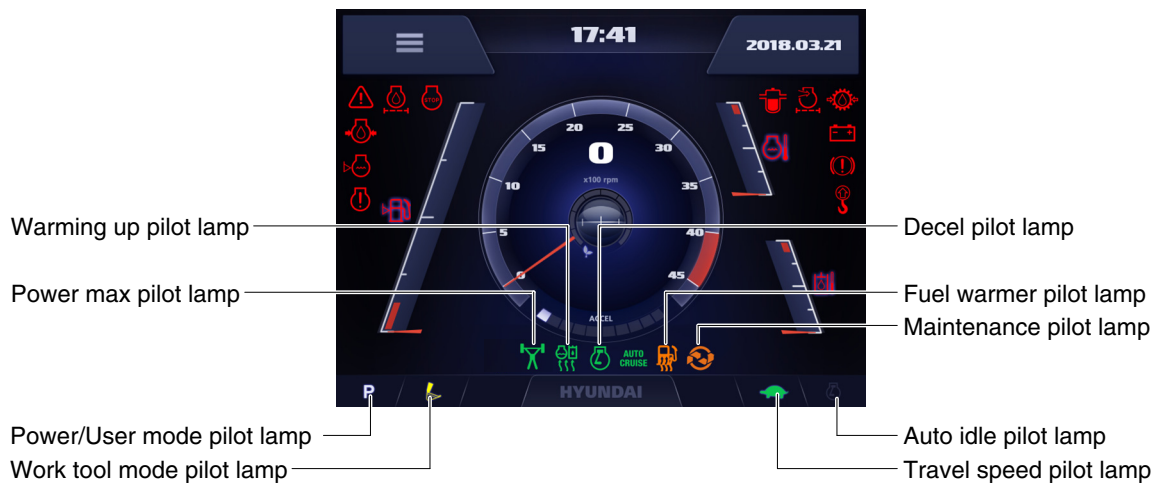 17:41
2018.03.21
STOP
20
25
15
30
0
x100 rpm
10
35
5
40
0
45
ACCEL
AUTO
CRUISE
P
HYUNDAI
Warming up pilot lamp
Power max pilot lamp
Power/User mode pilot lamp
Work tool mode pilot lamp
Decel pilot lamp
Fuel warmer pilot lamp
Maintenance pilot lamp
Auto idle pilot lamp
Travel speed pilot lamp